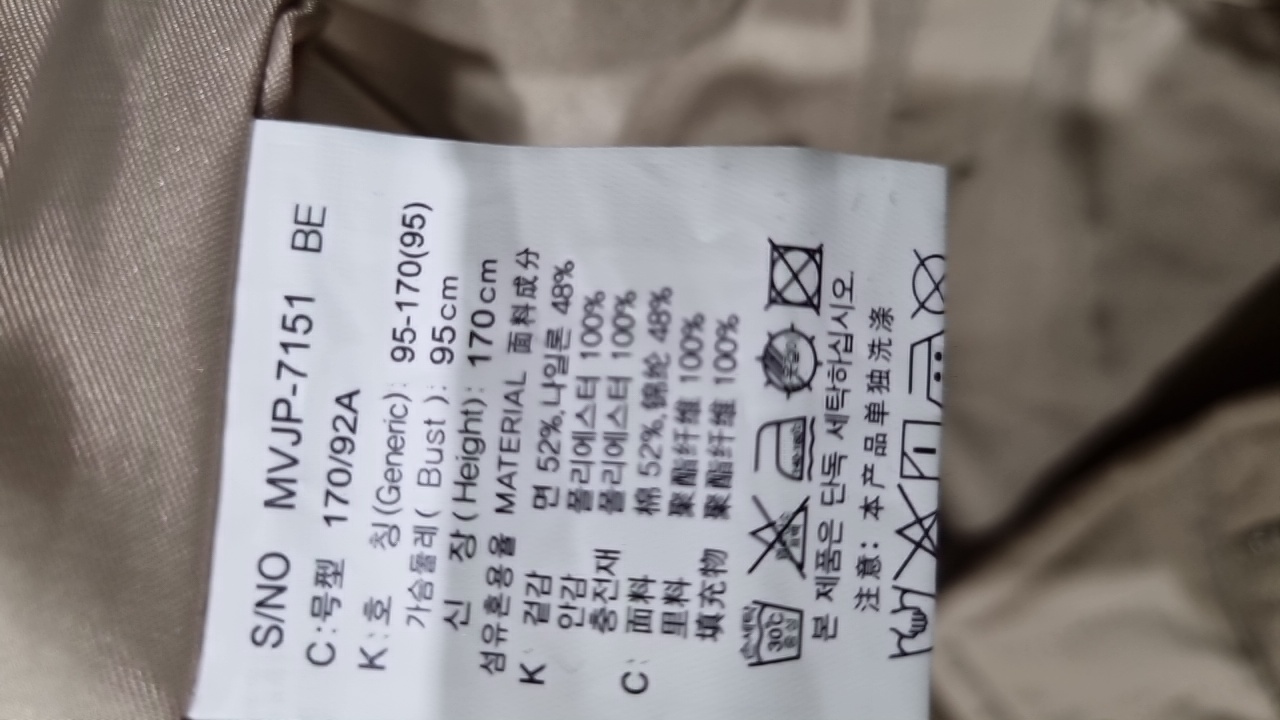 S/NO MVJP-7151 BE
C:号型 170/92A
K:호 칭(Generic): 95-170(95)
가슴둘레( Bust ): 95cm
신 장(Height): 170cm
섬유혼용율 MATERIAL 面料成分
K: 겉감 면 52%,나일론 48%
안감 폴리에스터 100%
충전재 폴리에스터 100%
C: 面料 棉 52%,锦纶 48%
里料 聚酯纤维 100%
填充物 聚酯纤维 100%
손세탁 30℃ 중성
본 제품은 단독 세탁하십시오.
注意: 本产品单独洗涤